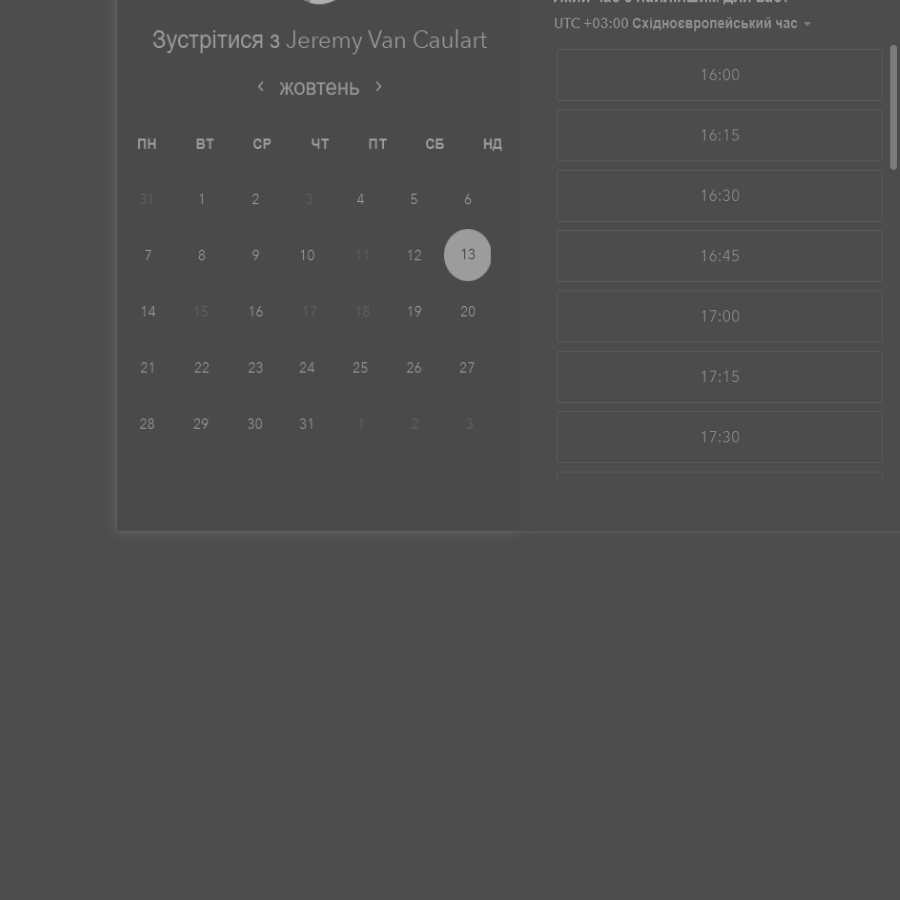 Зустрітися з Jeremy Van Caulart
‹ жовтень ›
ПН ВТ СР ЧТ ПТ СБ НД
31 1 2 3 4 5 6
7 8 9 10 11 12 13
14 15 16 17 18 19 20
21 22 23 24 25 26 27
28 29 30 31 1 2 3
UTC +03:00 Східноєвропейський час
16:00
16:15
16:30
16:45
17:00
17:15
17:30